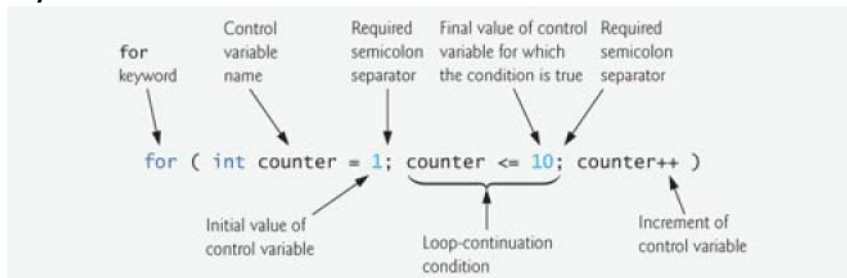 for
keyword
Control
variable
name
Required
semicolon
separator
Final value of control
variable for which
the condition is true
Required
semicolon
separator
for ( int counter = 1; counter <= 10; counter++ )
Initial value of
control variable
Loop-continuation
condition
Increment of
control variable